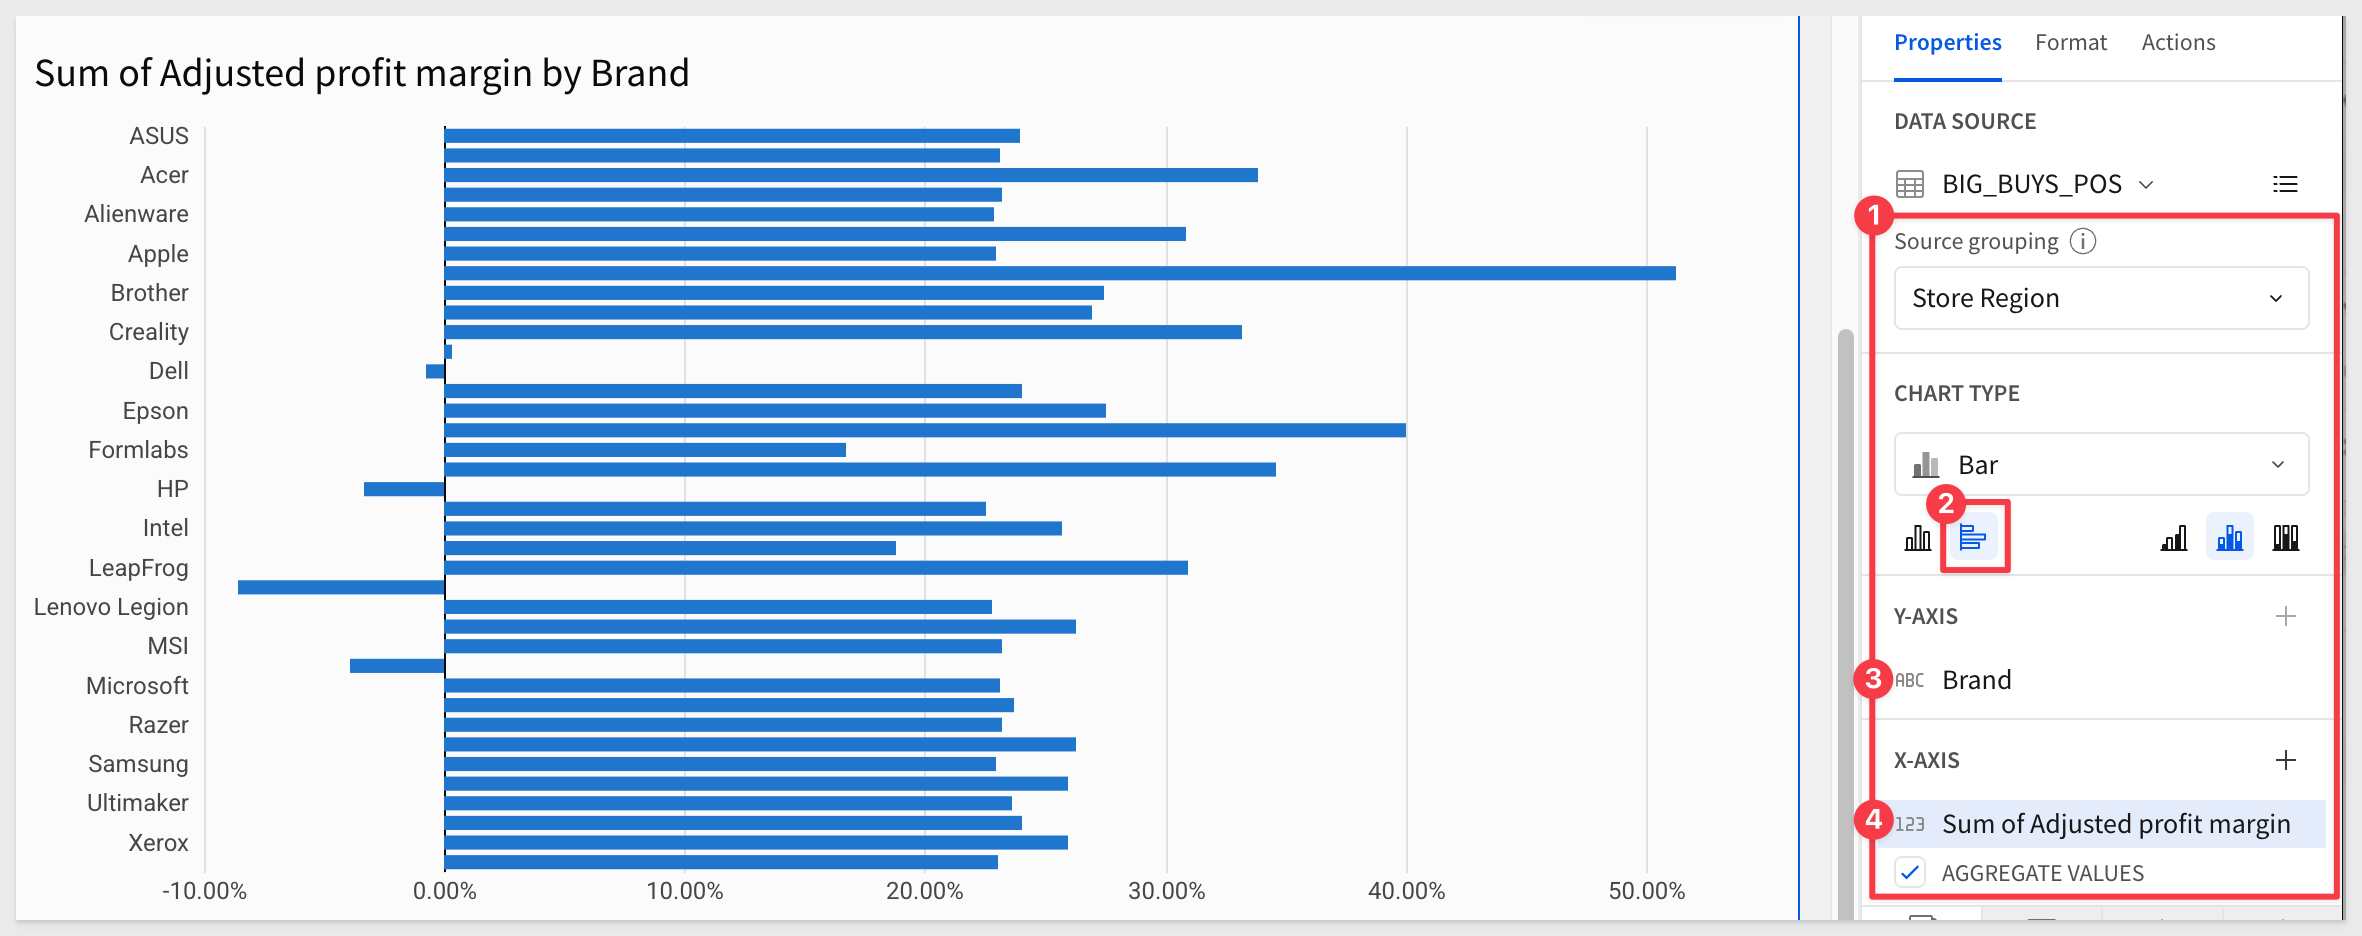 Sum of Adjusted profit margin by Brand
ASUS
Acer
Alienware
Apple
Brother
Creality
Dell
Epson
Formlabs
HP
Intel
LeapFrog
Lenovo Legion
MSI
Microsoft
Razer
Samsung
Ultimaker
Xerox
-10.00% 0.00% 10.00% 20.00% 30.00% 40.00% 50.00%
Properties Format Actions
DATA SOURCE
BIG_BUYS_POS
1
Source grouping
Store Region
CHART TYPE
Bar
2
Y-AXIS
3 ABC Brand
X-AXIS
4 123 Sum of Adjusted profit margin
AGGREGATE VALUES